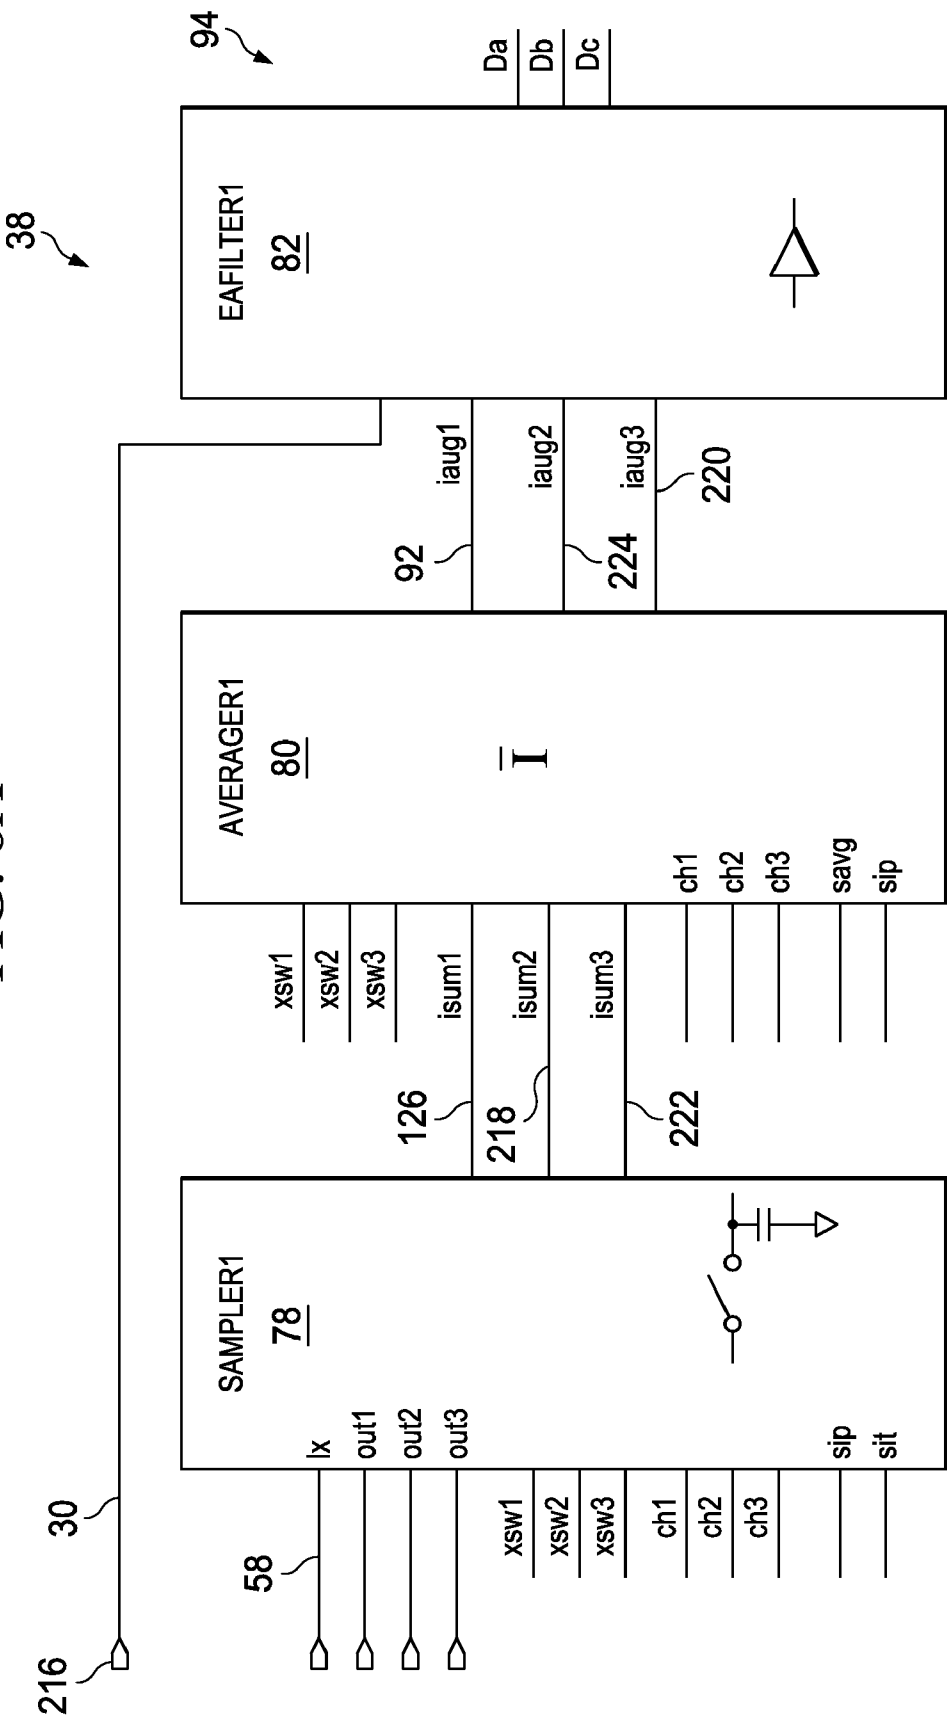 38
94
216
30
58
lx
out1
out2
out3
xsw1
xsw2
xsw3
ch1
ch2
ch3
sip
sit
SAMPLER1
78
126
218
222
xsw1
xsw2
xsw3
isum1
isum2
isum3
ch1
ch2
ch3
savg
sip
AVERAGER1
80
I
92
224
220
iaug1
iaug2
iaug3
EAFILTER1
82
Da
Db
Dc